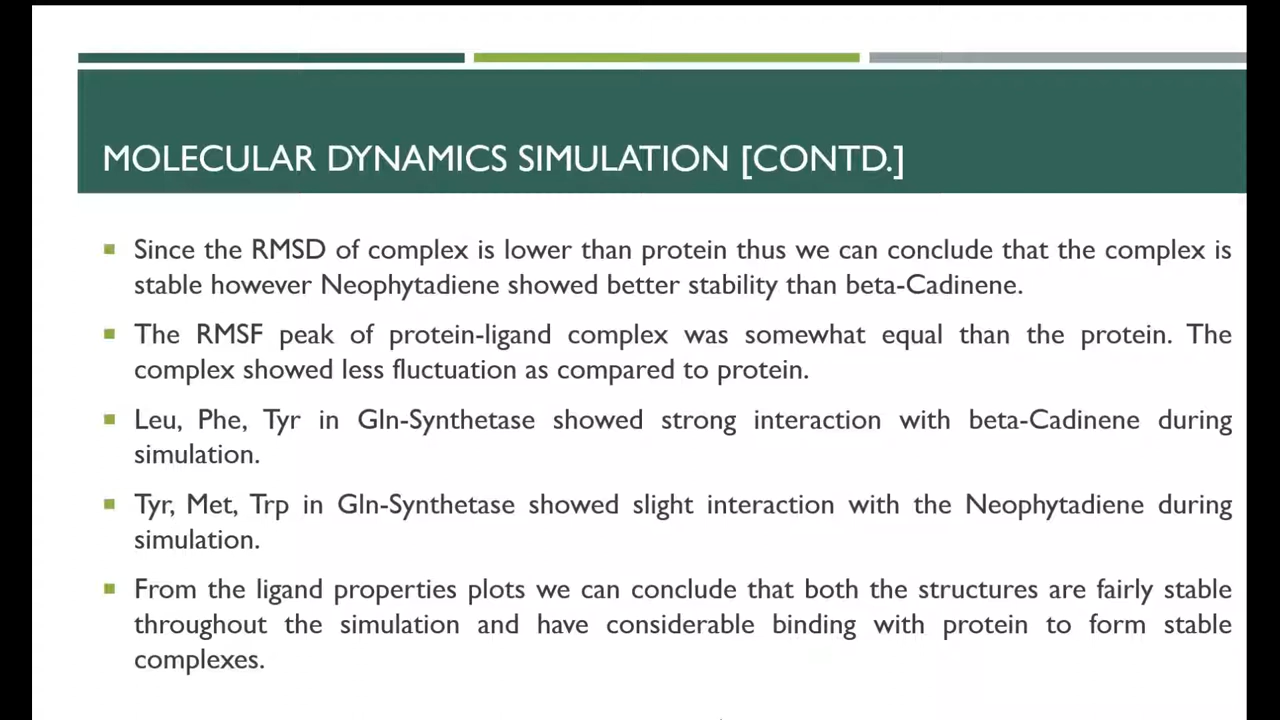 MOLECULAR DYNAMICS SIMULATION [CONTD.]
Since the RMSD of complex is lower than protein thus we can conclude that the complex is
stable however Neophytadiene showed better stability than beta-Cadinene.
The RMSF peak of protein-ligand complex was somewhat equal than the protein. The
complex showed less fluctuation as compared to protein.
Leu, Phe, Tyr in Gln-Synthetase showed strong interaction with beta-Cadinene during
simulation.
Tyr, Met, Trp in Gln-Synthetase showed slight interaction with the Neophytadiene during
simulation.
From the ligand properties plots we can conclude that both the structures are fairly stable
throughout the simulation and have considerable binding with protein to form stable
complexes.